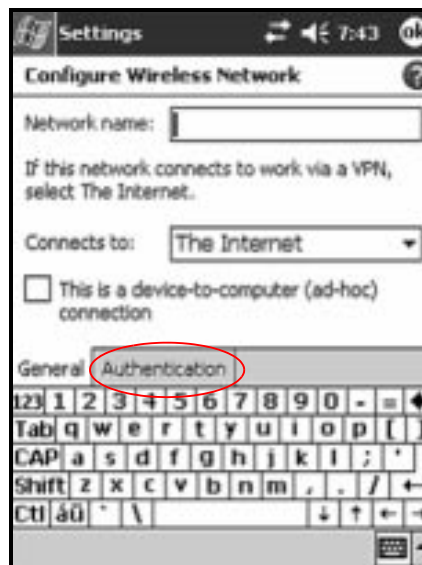 Settings 7:43 ok
Configure Wireless Network ?
Network name:
If this network connects to work via a VPN,
select The Internet.
Connects to: The Internet
This is a device-to-computer (ad-hoc)
connection
General Authentication
123 1 2 3 4 5 6 7 8 9 0 - =
Tab q w e r t y u i o p [ ]
CAP a s d f g h j k l ; '
Shift z x c v b n m , . /
Ctl áü ` \